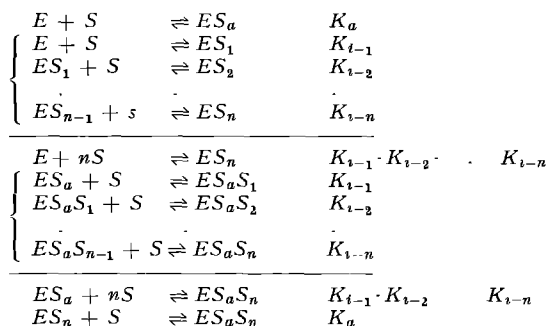 E + S ⇌ ES_a K_a
E + S ⇌ ES_1 K_{i-1}
ES_1 + S ⇌ ES_2 K_{i-2}
. . .
ES_{n-1} + s ⇌ ES_n K_{i-n}
E + nS ⇌ ES_n K_{i-1} · K_{i-2} · . K_{i-n}
ES_a + S ⇌ ES_aS_1 K_{i-1}
ES_aS_1 + S ⇌ ES_aS_2 K_{i-2}
. . .
ES_aS_{n-1} + S ⇌ ES_aS_n K_{i-n}
ES_a + nS ⇌ ES_aS_n K_{i-1} · K_{i-2} K_{i-n}
ES_n + S ⇌ ES_aS_n K_a